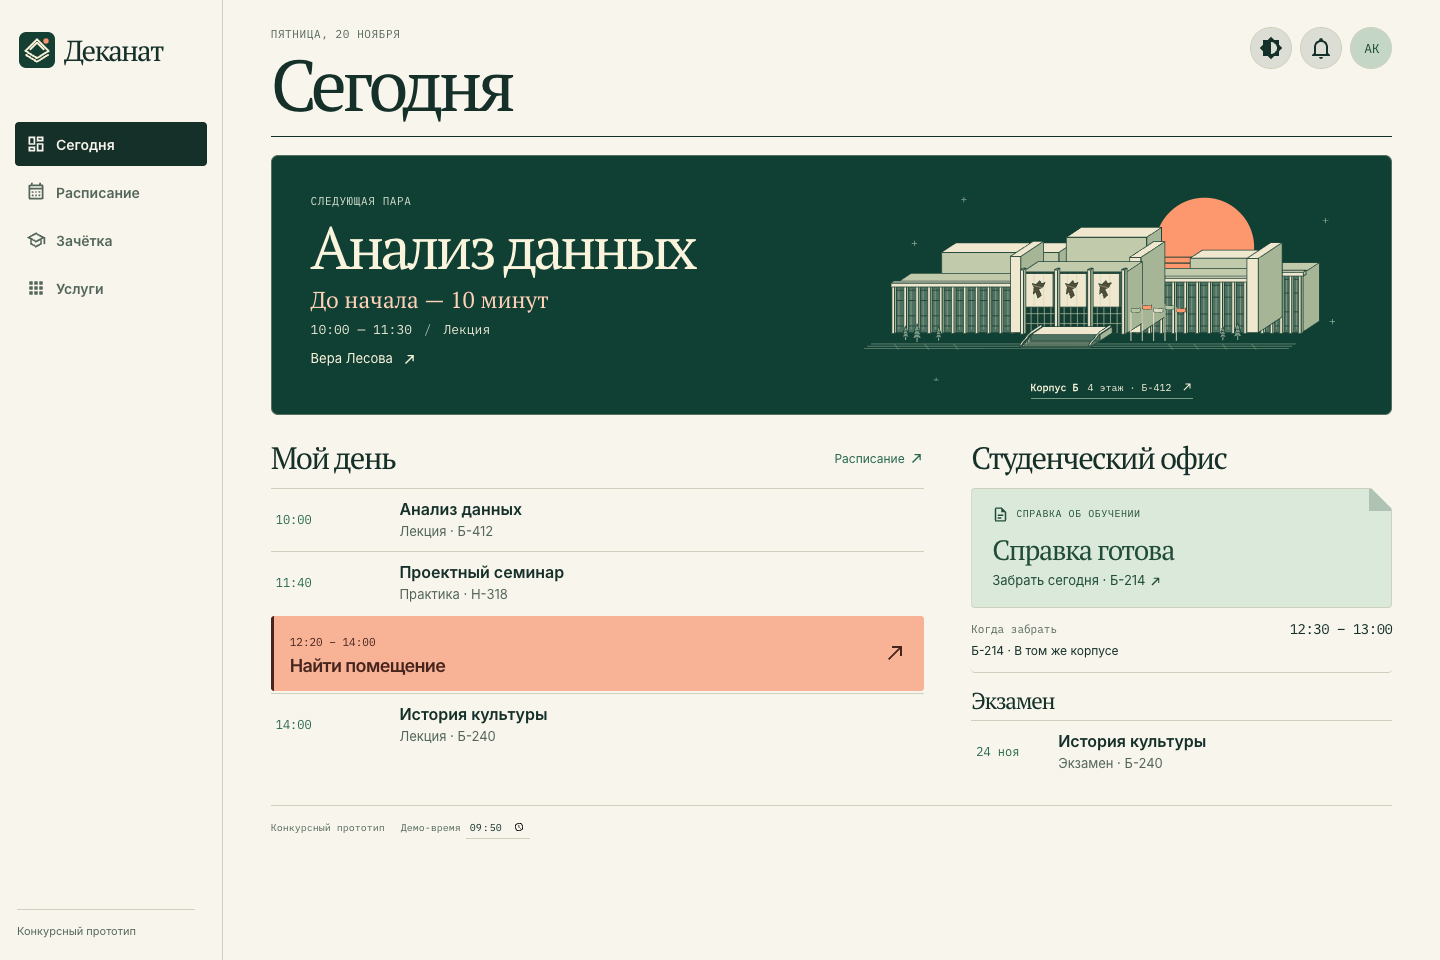 Деканат
Сегодня
Расписание
Зачётка
Услуги
Конкурсный прототип
ПЯТНИЦА, 20 НОЯБРЯ
Сегодня
АК
СЛЕДУЮЩАЯ ПАРА
Анализ данных
До начала — 10 минут
10:00 — 11:30 / Лекция
Вера Лесова
Корпус Б 4 этаж · Б-412
Мой день
Расписание
10:00
Анализ данных
Лекция · Б-412
11:40
Проектный семинар
Практика · Н-318
12:20 – 14:00
Найти помещение
14:00
История культуры
Лекция · Б-240
Студенческий офис
СПРАВКА ОБ ОБУЧЕНИИ
Справка готова
Забрать сегодня · Б-214
Когда забрать
12:30 – 13:00
Б-214 · В том же корпусе
Экзамен
24 ноя
История культуры
Экзамен · Б-240
Конкурсный прототип Демо-время 09:50